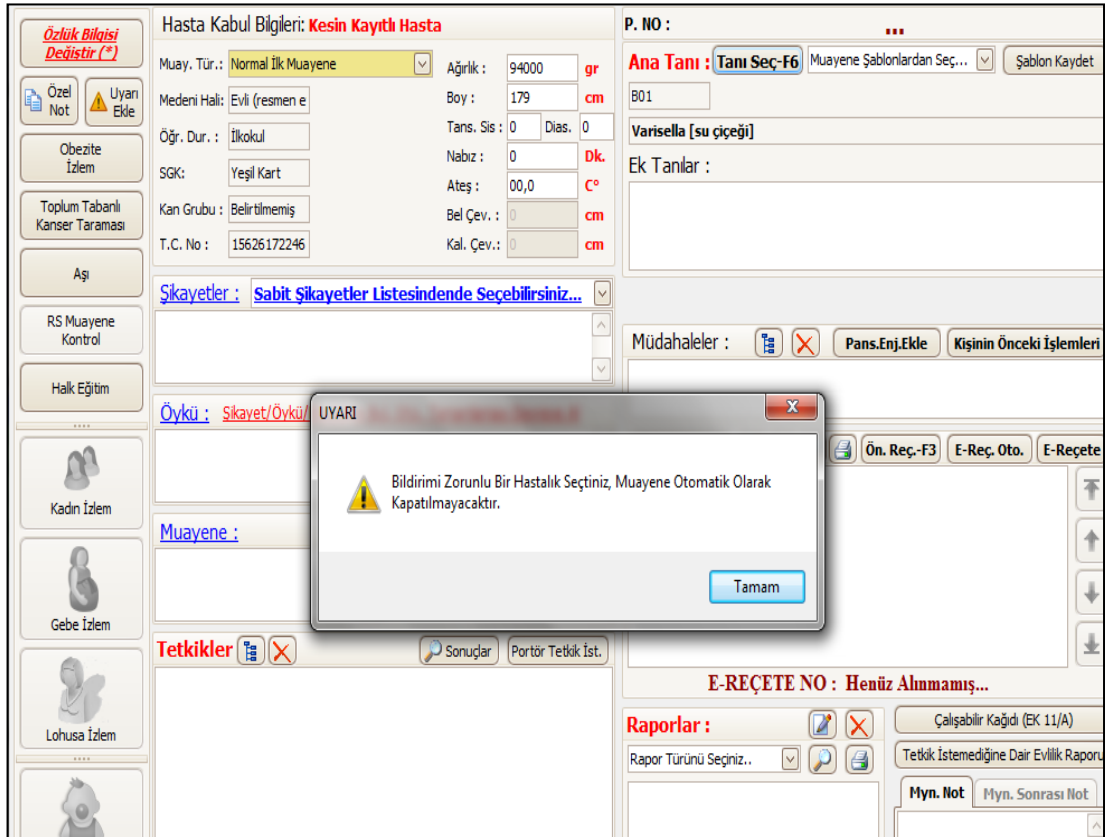 Özlük Bilgisi
Değiştir (*)
Özel
Not
Uyarı
Ekle
Obezite
İzlem
Toplum Tabanlı
Kanser Taraması
Aşı
RS Muayene
Kontrol
Halk Eğitim
Kadın İzlem
Gebe İzlem
Lohusa İzlem
Hasta Kabul Bilgileri: Kesin Kayıtlı Hasta
Muay. Tür.: Normal İlk Muayene
Medeni Hali: Evli (resmen e
Öğr. Dur. : İlkokul
SGK: Yeşil Kart
Kan Grubu : Belirtilmemiş
T.C. No : 15626172246
Ağırlık : 94000 gr
Boy : 179 cm
Tans. Sis : 0 Dias. 0
Nabız : 0 Dk.
Ateş : 00,0 C°
Bel Çev. : 0 cm
Kal. Çev.: 0 cm
Şikayetler : Sabit Şikayetler Listesindende Seçebilirsiniz...
Öykü : Şikayet/Öykü/
Muayene :
Tetkikler Sonuçlar Portör Tetkik İst.
UYARI
Bildirimi Zorunlu Bir Hastalık Seçtiniz, Muayene Otomatik Olarak
Kapatılmayacaktır.
Tamam
P. NO : ...
Ana Tanı : Tanı Seç-F6 Muayene Şablonlardan Seç... Şablon Kaydet
B01
Varisella [su çiçeği]
Ek Tanılar :
Müdahaleler : Pans.Enj.Ekle Kişinin Önceki İşlemleri
Ön. Reç.-F3 E-Reç. Oto. E-Reçete
E-REÇETE NO : Henüz Alınmamış...
Raporlar : Çalışabilir Kağıdı (EK 11/A)
Rapor Türünü Seçiniz.. Tetkik İstemediğine Dair Evlilik Raporu
Myn. Not Myn. Sonrası Not